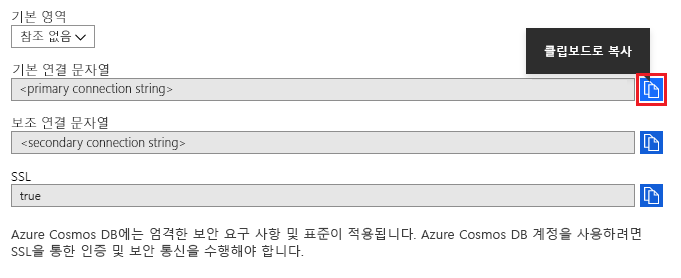 기본 영역
참조 없음
클립보드로 복사
기본 연결 문자열
<primary connection string>
보조 연결 문자열
<secondary connection string>
SSL
true
Azure Cosmos DB에는 엄격한 보안 요구 사항 및 표준이 적용됩니다. Azure Cosmos DB 계정을 사용하려면
SSL을 통한 인증 및 보안 통신을 수행해야 합니다.